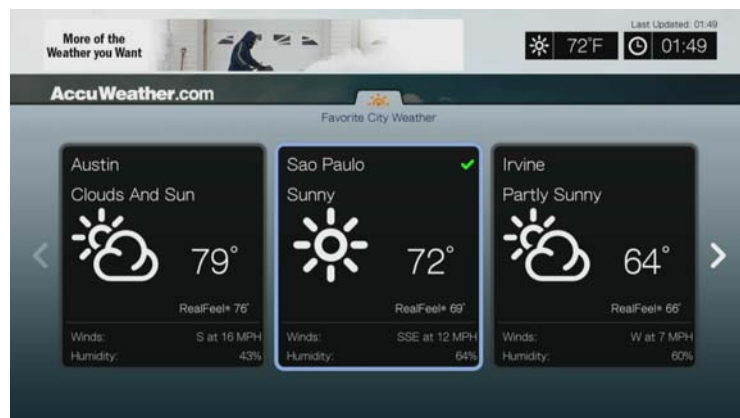 More of the
Weather you Want
Last Updated: 01:49
72°F
01:49
AccuWeather.com
Favorite City Weather
Austin
Clouds And Sun
79°
RealFeel® 76°
Winds: S at 16 MPH
Humidity: 43%
Sao Paulo
Sunny
72°
RealFeel® 69°
Winds: SSE at 12 MPH
Humidity: 64%
Irvine
Partly Sunny
64°
RealFeel® 66°
Winds: W at 7 MPH
Humidity: 60%